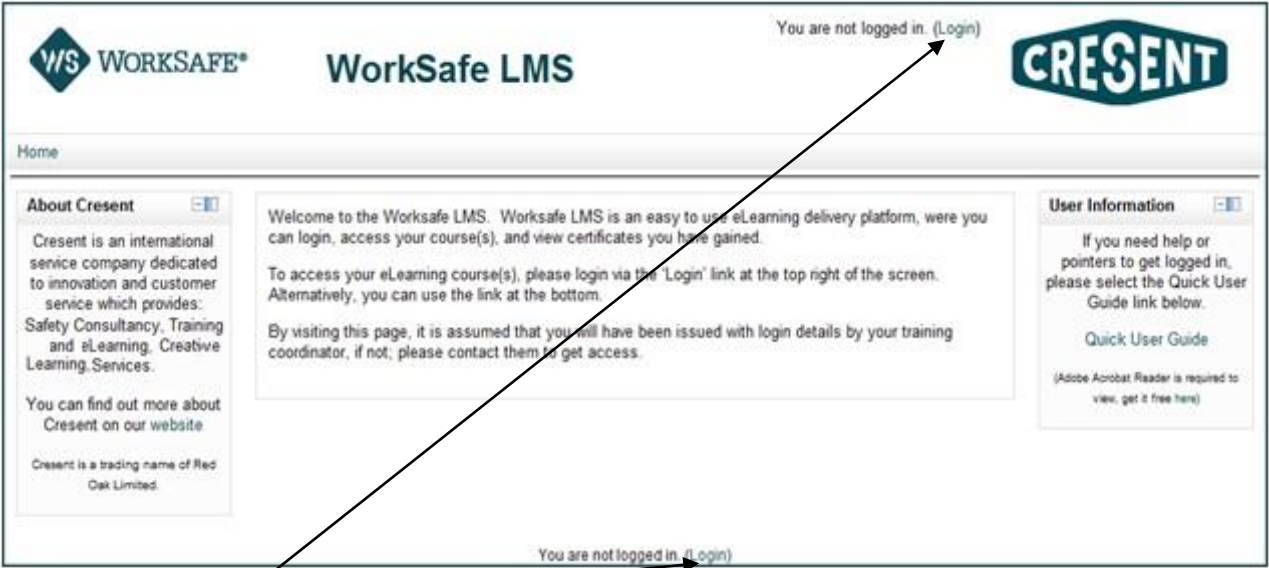 You are not logged in. (Login)
W/S WORKSAFE®
WorkSafe LMS
CRESENT
Home
About Cresent
Cresent is an international
service company dedicated
to innovation and customer
service which provides:
Safety Consultancy, Training
and eLearning, Creative
Learning.Services.
You can find out more about
Cresent on our website
Cresent is a trading name of Red
Oak Limited.
Welcome to the Worksafe LMS. Worksafe LMS is an easy to use eLearning delivery platform, were you
can login, access your course(s), and view certificates you have gained.
To access your eLearning course(s), please login via the 'Login' link at the top right of the screen.
Alternatively, you can use the link at the bottom.
By visiting this page, it is assumed that you will have been issued with login details by your training
coordinator, if not; please contact them to get access.
User Information
If you need help or
pointers to get logged in,
please select the Quick User
Guide link below.
Quick User Guide
(Adobe Acrobat Reader is required to
view, get it free here)
You are not logged in. (Login)